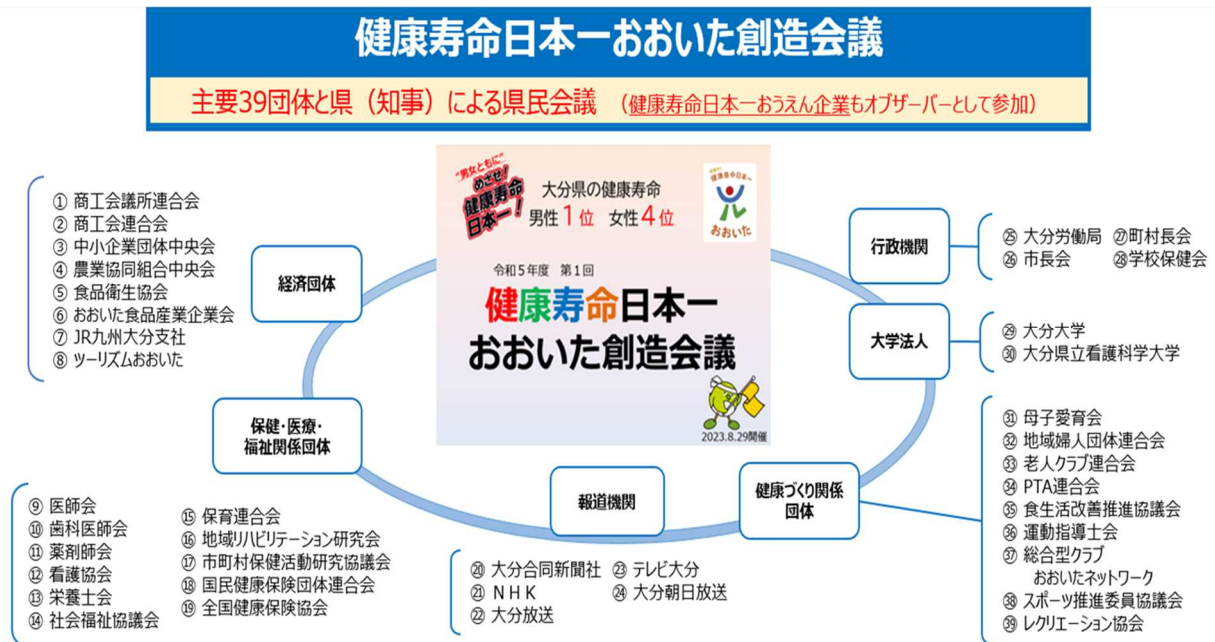 健康寿命日本一おおいた創造会議
主要39団体と県（知事）による県民会議 （健康寿命日本一おうえん企業もオブザーバーとして参加）
① 商工会議所連合会
② 商工会連合会
③ 中小企業団体中央会
④ 農業協同組合中央会
⑤ 食品衛生協会
⑥ おおいた食品産業企業会
⑦ JR九州大分支社
⑧ ツーリズムおおいた
経済団体
保健・医療・
福祉関係団体
⑨ 医師会
⑩ 歯科医師会
⑪ 薬剤師会
⑫ 看護協会
⑬ 栄養士会
⑭ 社会福祉協議会
⑮ 保育連合会
⑯ 地域リハビリテーション研究会
⑰ 市町村保健活動研究協議会
⑱ 国民健康保険団体連合会
⑲ 全国健康保険協会
"男女ともに"
めざせ！
健康寿命
日本一！
大分県の健康寿命
男性1位 女性4位
健康寿命日本一
おおいた
令和5年度 第1回
健康寿命日本一
おおいた創造会議
2023.8.29開催
報道機関
⑳ 大分合同新聞社 ㉓ テレビ大分
㉑ NHK ㉔ 大分朝日放送
㉒ 大分放送
行政機関
㉕ 大分労働局 ㉗町村長会
㉖ 市長会 ㉘学校保健会
大学法人
㉙ 大分大学
㉚ 大分県立看護科学大学
健康づくり関係
団体
㉛ 母子愛育会
㉜ 地域婦人団体連合会
㉝ 老人クラブ連合会
㉞ PTA連合会
㉟ 食生活改善推進協議会
㊱ 運動指導士会
㊲ 総合型クラブ
おおいたネットワーク
㊳ スポーツ推進委員協議会
㊴ レクリエーション協会